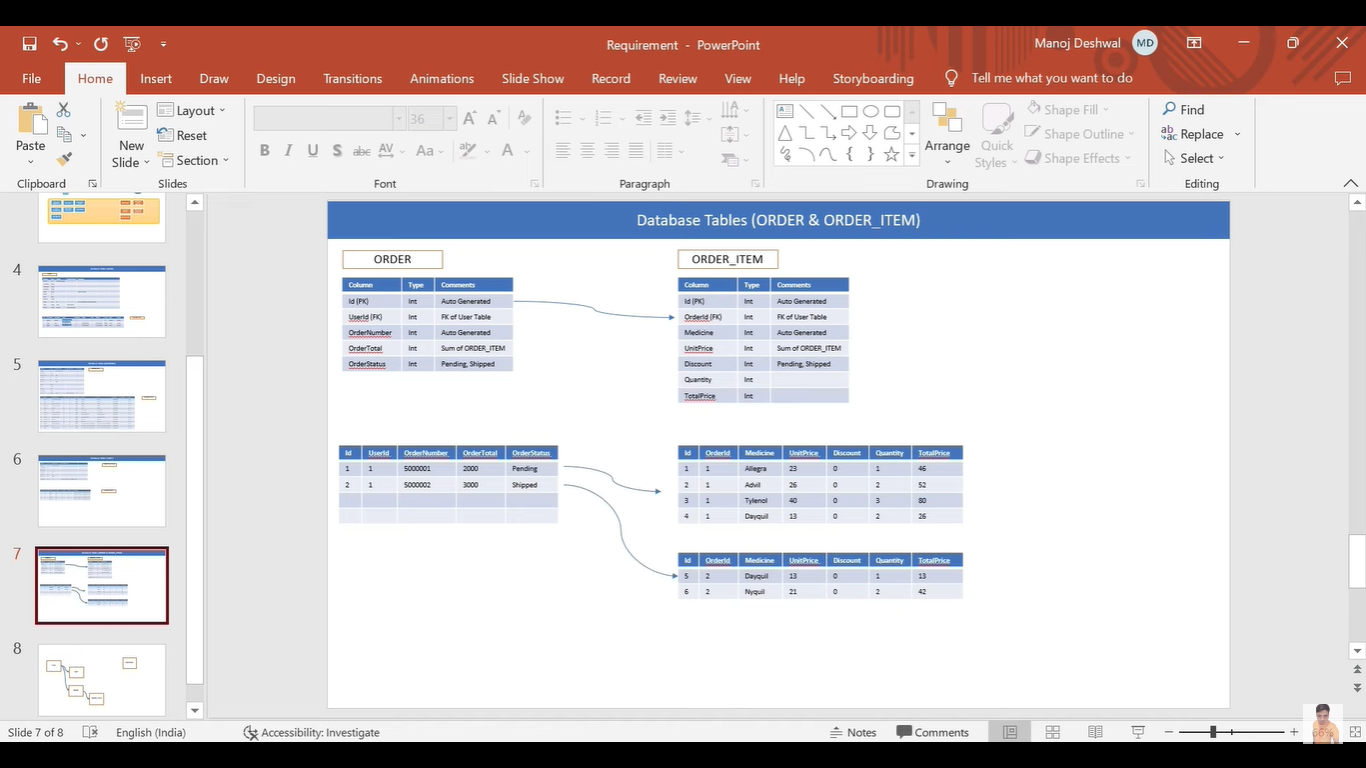 Requirement - PowerPoint
Manoj Deshwal MD
File Home Insert Draw Design Transitions Animations Slide Show Record Review View Help Storyboarding Tell me what you want to do
Paste
Clipboard
New Slide
Layout
Reset
Section
Slides
36
B I U S abc AV Aa A
Font
Paragraph
Arrange
Quick Styles
Shape Fill
Shape Outline
Shape Effects
Drawing
Find
Replace
Select
Editing
4
5
6
7
8
Database Tables (ORDER & ORDER_ITEM)
ORDER
Column Type Comments
Id (PK) Int Auto Generated
UserId (FK) Int FK of User Table
OrderNumber Int Auto Generated
OrderTotal Int Sum of ORDER_ITEM
OrderStatus Int Pending, Shipped
ORDER_ITEM
Column Type Comments
Id (PK) Int Auto Generated
OrderId (FK) Int FK of User Table
Medicine Int Auto Generated
UnitPrice Int Sum of ORDER_ITEM
Discount Int Pending, Shipped
Quantity Int
TotalPrice Int
Id UserId OrderNumber OrderTotal OrderStatus
1 1 5000001 2000 Pending
2 1 5000002 3000 Shipped
Id OrderId Medicine UnitPrice Discount Quantity TotalPrice
1 1 Allegra 23 0 1 46
2 1 Advil 26 0 2 52
3 1 Tylenol 40 0 3 80
4 1 Dayquil 13 0 2 26
Id OrderId Medicine UnitPrice Discount Quantity TotalPrice
5 2 Dayquil 13 0 1 13
6 2 Nyquil 21 0 2 42
Slide 7 of 8 English (India) Accessibility: Investigate Notes Comments 66%